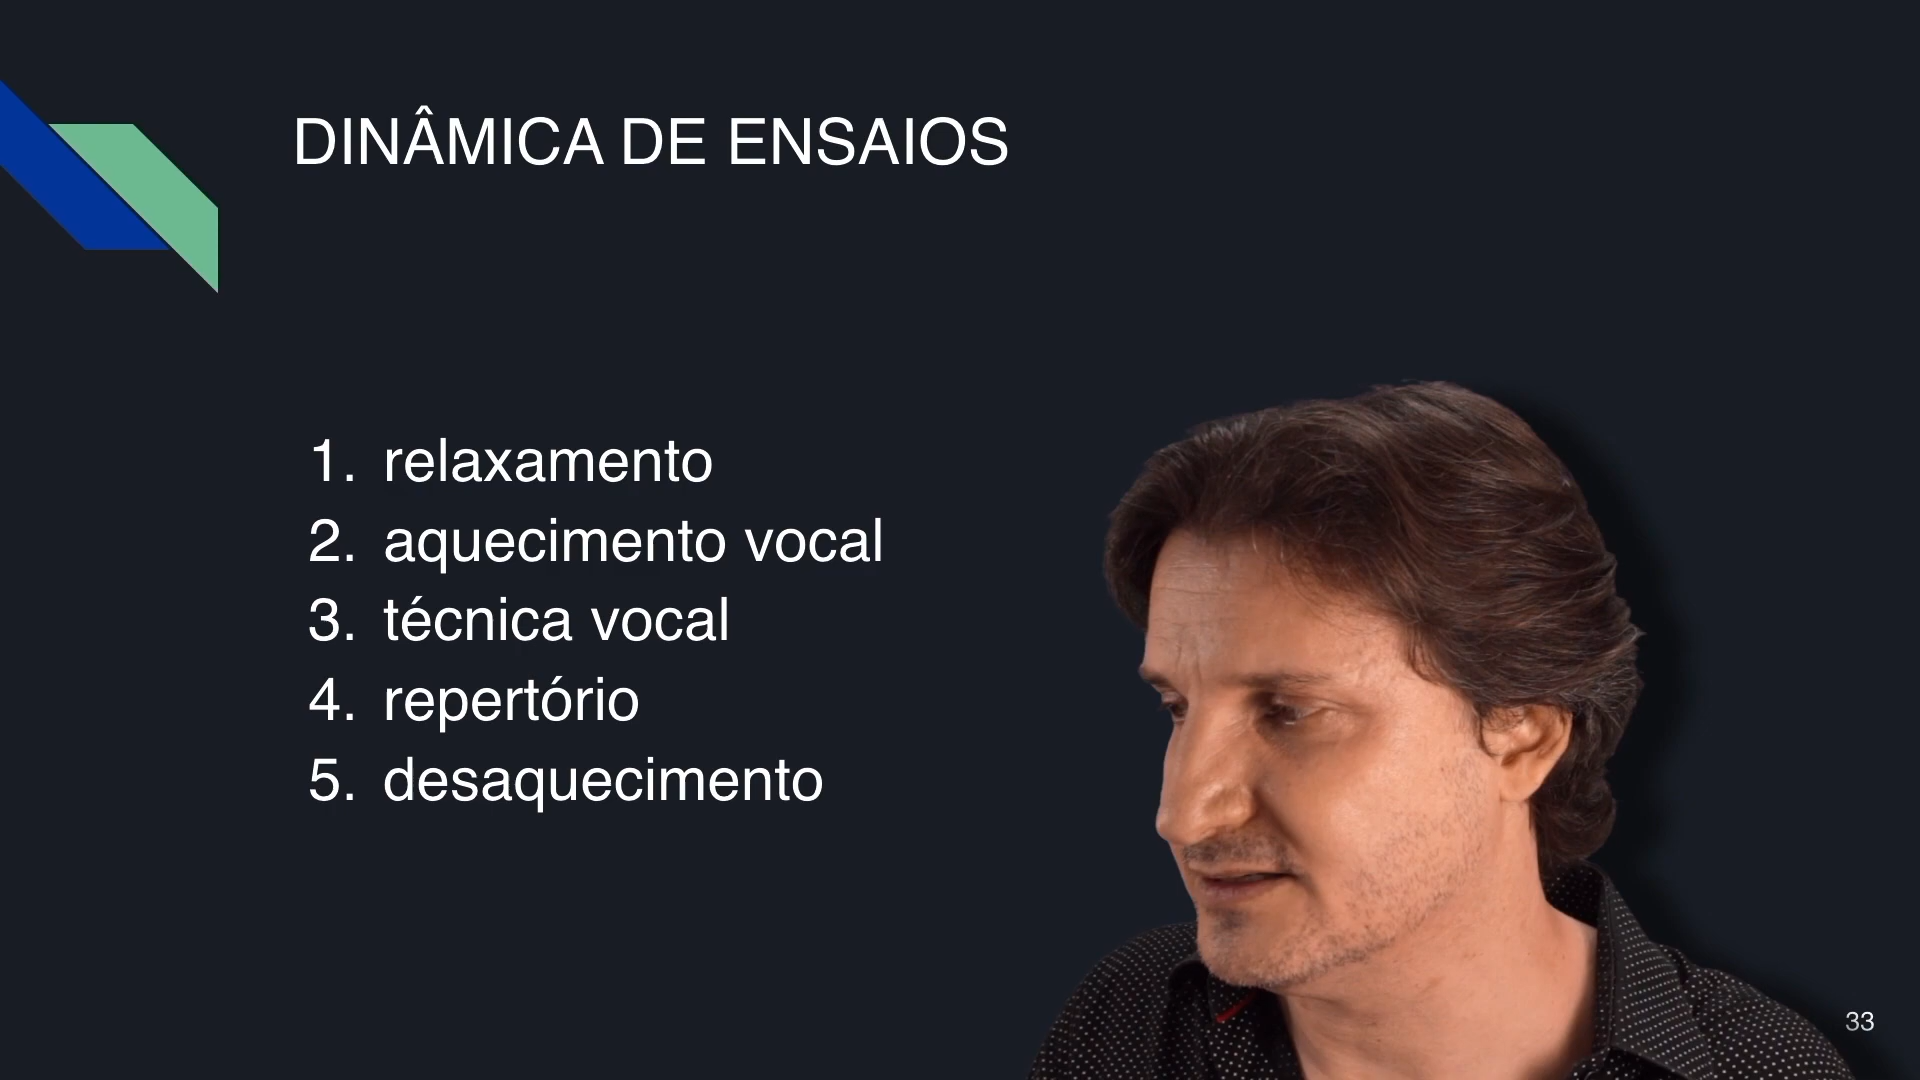 DINÂMICA DE ENSAIOS
1. relaxamento
2. aquecimento vocal
3. técnica vocal
4. repertório
5. desaquecimento
33